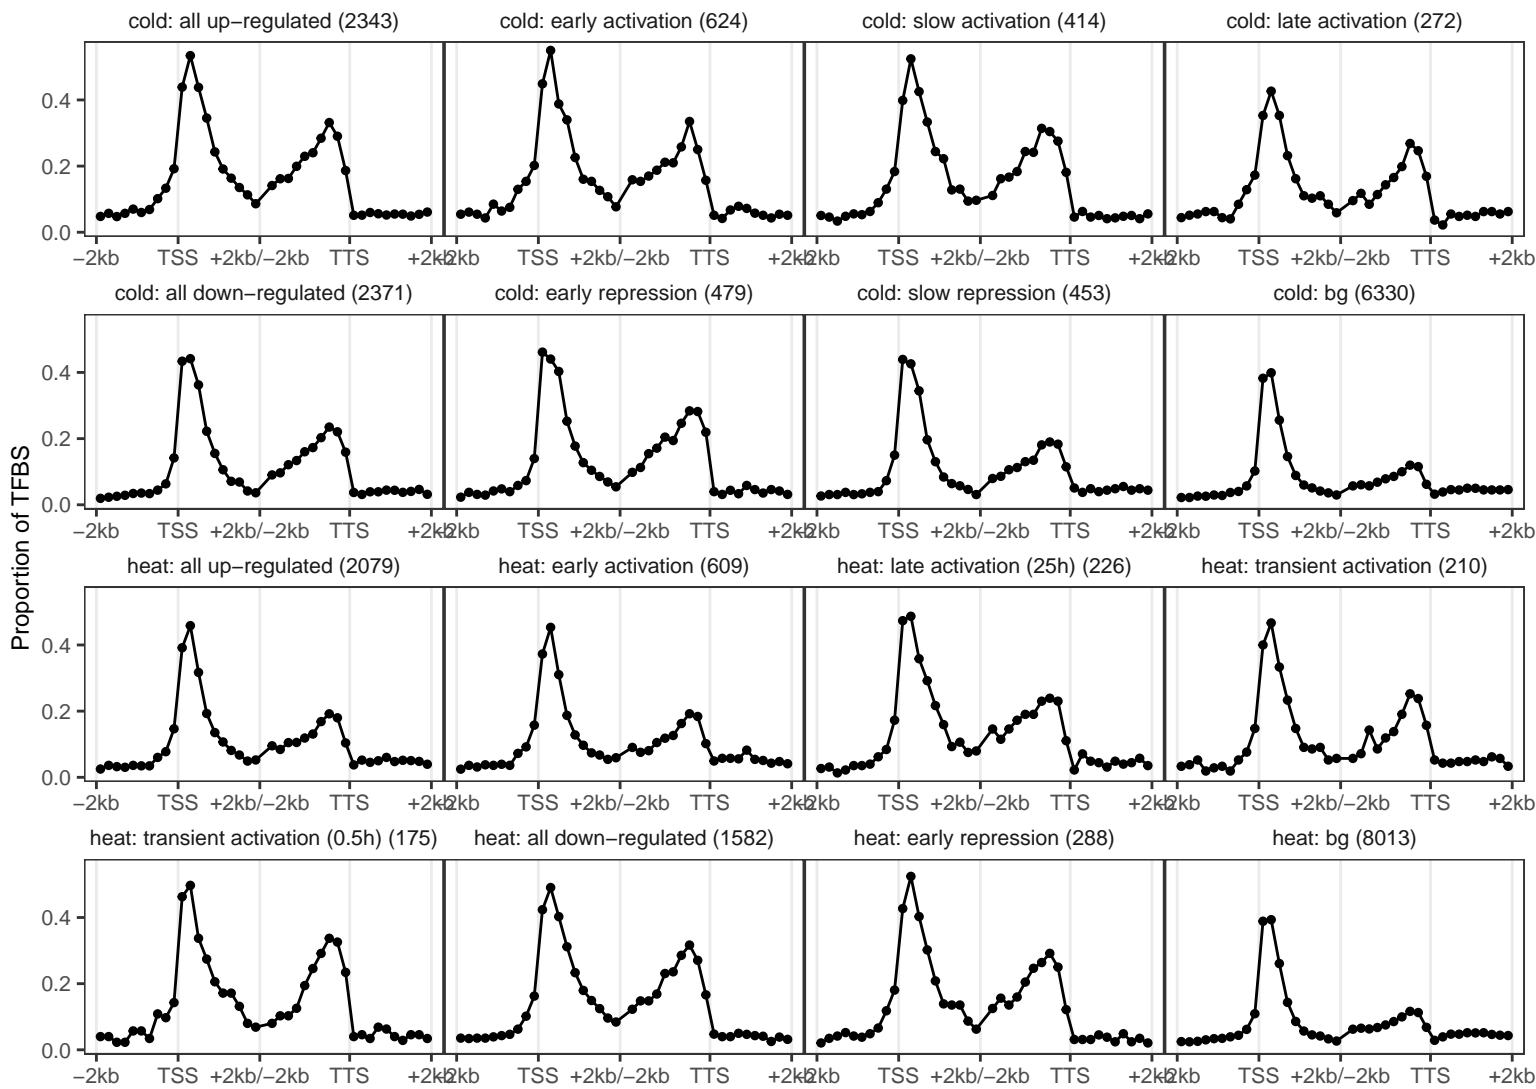 cold: all up−regulated (2343)
cold: early activation (624)
cold: slow activation (414)
cold: late activation (272)
0.4
0.2
0.0
−2kb TSS +2kb/−2kb TTS +2kb
−2kb TSS +2kb/−2kb TTS +2kb
−2kb TSS +2kb/−2kb TTS +2kb
−2kb TSS +2kb/−2kb TTS +2kb
cold: all down−regulated (2371)
cold: early repression (479)
cold: slow repression (453)
cold: bg (6330)
0.4
0.2
0.0
−2kb TSS +2kb/−2kb TTS +2kb
−2kb TSS +2kb/−2kb TTS +2kb
−2kb TSS +2kb/−2kb TTS +2kb
−2kb TSS +2kb/−2kb TTS +2kb
Proportion of TFBS
heat: all up−regulated (2079)
heat: early activation (609)
heat: late activation (25h) (226)
heat: transient activation (210)
0.4
0.2
0.0
−2kb TSS +2kb/−2kb TTS +2kb
−2kb TSS +2kb/−2kb TTS +2kb
−2kb TSS +2kb/−2kb TTS +2kb
−2kb TSS +2kb/−2kb TTS +2kb
heat: transient activation (0.5h) (175)
heat: all down−regulated (1582)
heat: early repression (288)
heat: bg (8013)
0.4
0.2
0.0
−2kb TSS +2kb/−2kb TTS +2kb
−2kb TSS +2kb/−2kb TTS +2kb
−2kb TSS +2kb/−2kb TTS +2kb
−2kb TSS +2kb/−2kb TTS +2kb